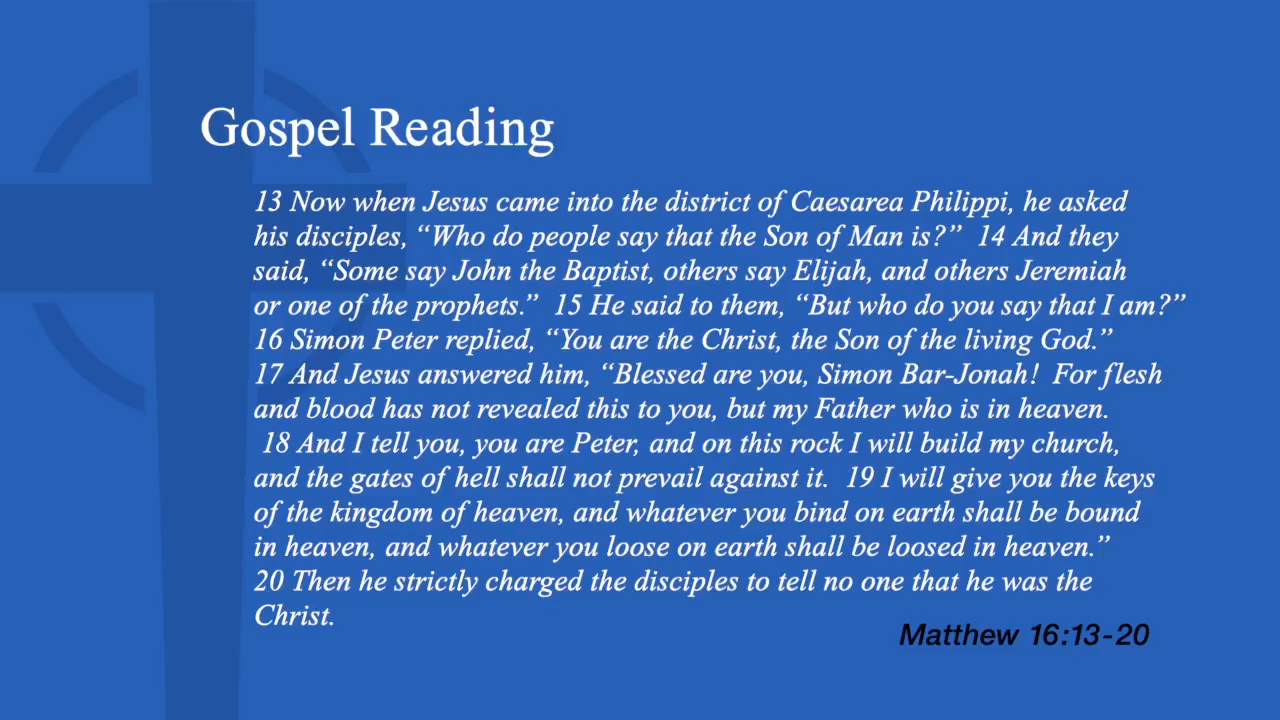 Gospel Reading
13 Now when Jesus came into the district of Caesarea Philippi, he asked
his disciples, “Who do people say that the Son of Man is?”  14 And they
said, “Some say John the Baptist, others say Elijah, and others Jeremiah
or one of the prophets.”  15 He said to them, “But who do you say that I am?”
16 Simon Peter replied, “You are the Christ, the Son of the living God.”
17 And Jesus answered him, “Blessed are you, Simon Bar-Jonah!  For flesh
and blood has not revealed this to you, but my Father who is in heaven.
18 And I tell you, you are Peter, and on this rock I will build my church,
and the gates of hell shall not prevail against it.  19 I will give you the keys
of the kingdom of heaven, and whatever you bind on earth shall be bound
in heaven, and whatever you loose on earth shall be loosed in heaven.”
20 Then he strictly charged the disciples to tell no one that he was the
Christ.
Matthew 16:13-20